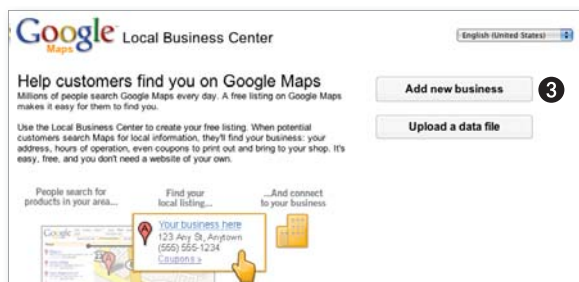 Google Maps Local Business Center
English (United States)
Help customers find you on Google Maps
Millions of people search Google Maps every day. A free listing on Google Maps
makes it easy for them to find you.
Use the Local Business Center to create your free listing. When potential
customers search Maps for local information, they'll find your business: your
address, hours of operation, even coupons to print out and bring to your shop. It's
easy, free, and you don't need a website of your own.
Add new business
3
Upload a data file
People search for
products in your area...
Find your
local listing...
...And connect
to your business
Google
A
Your business here
123 Any St, Anytown
(555) 555-1234
Coupons »